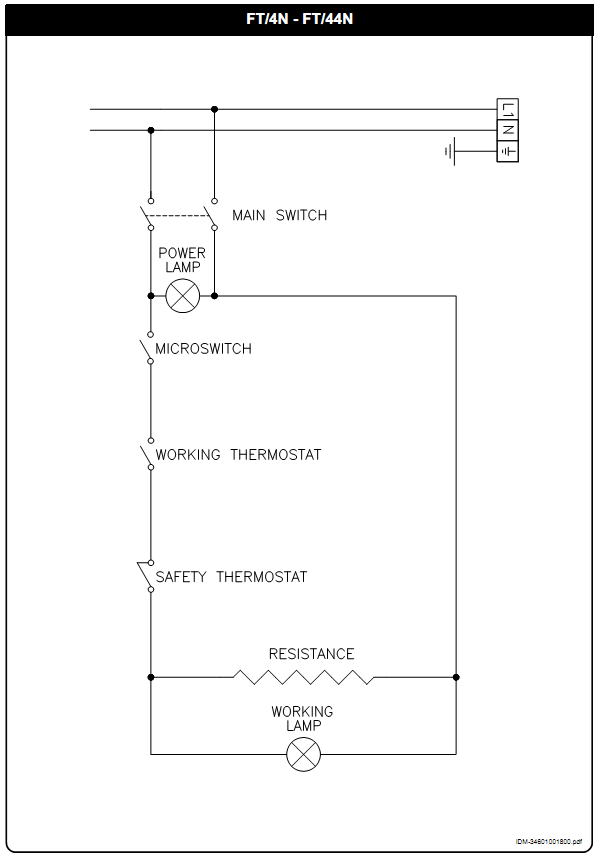 FT/4N - FT/44N
L1
N
MAIN SWITCH
POWER
LAMP
MICROSWITCH
WORKING THERMOSTAT
SAFETY THERMOSTAT
RESISTANCE
WORKING
LAMP
IDM-34801001800.pdf